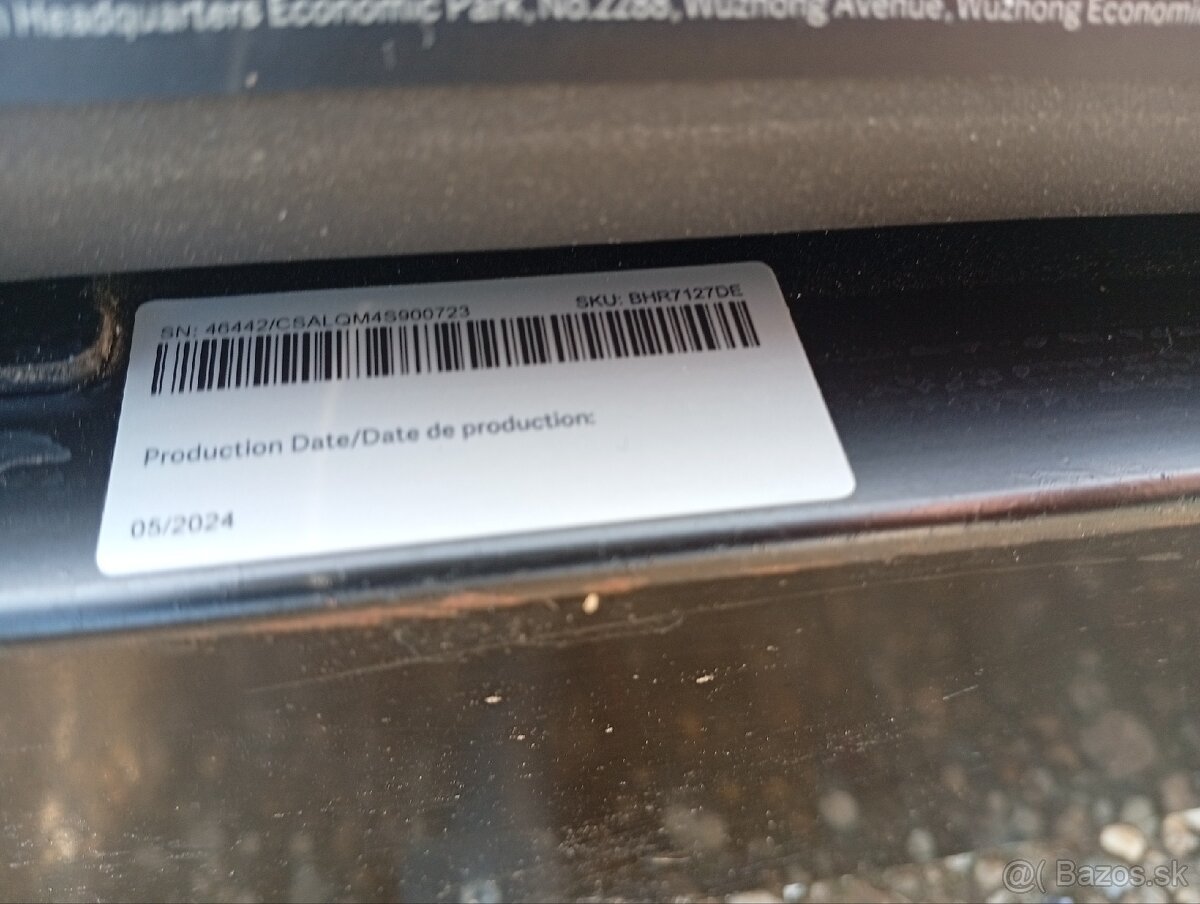 Headquarters Economic Park, No.2288, Wuzhong Avenue, Wuzhong Economi
SN: 46442/CSALQM4S900723 SKU: BHR7127DE
Production Date/Date de production:
05/2024
@( Bazos.sk